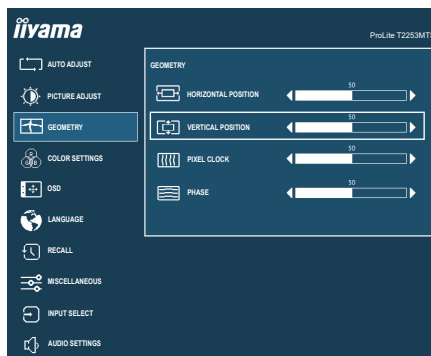 iiyama
ProLite T2253MTS
AUTO ADJUST
PICTURE ADJUST
GEOMETRY
COLOR SETTINGS
R
G B
OSD
LANGUAGE
RECALL
MISCELLANEOUS
INPUT SELECT
AUDIO SETTINGS
GEOMETRY
HORIZONTAL POSITION
50
VERTICAL POSITION
50
PIXEL CLOCK
50
PHASE
50